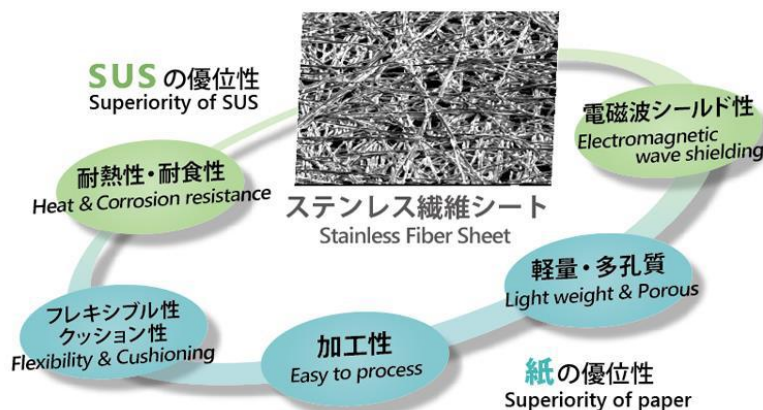 SUSの優位性
Superiority of SUS
電磁波シールド性
Electromagnetic
wave shielding
耐熱性・耐食性
Heat & Corrosion resistance
ステンレス繊維シート
Stainless Fiber Sheet
軽量・多孔質
Light weight & Porous
フレキシブル性
クッション性
Flexibility & Cushioning
加工性
Easy to process
紙の優位性
Superiority of paper